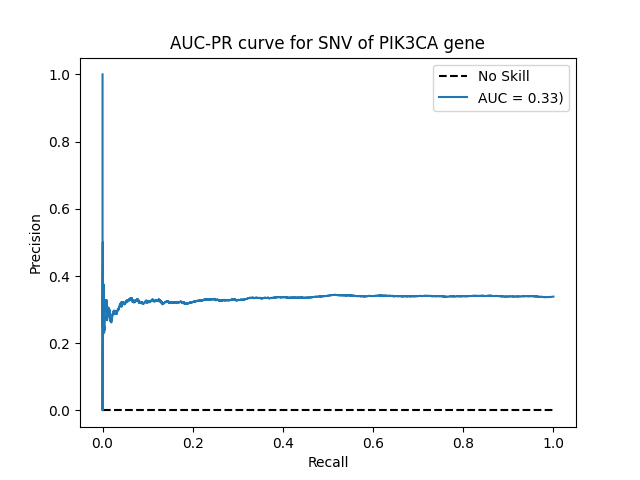 AUC-PR curve for SNV of PIK3CA gene
No Skill
AUC = 0.33)
1.0
0.8
0.6
0.4
0.2
0.0
Precision
0.0 0.2 0.4 0.6 0.8 1.0
Recall